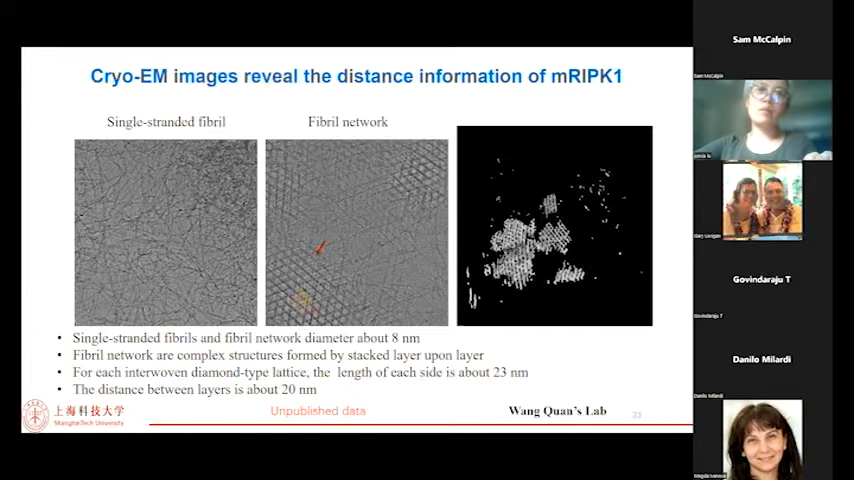 Cryo-EM images reveal the distance information of mRIPK1
Single-stranded fibril
Fibril network
• Single-stranded fibrils and fibril network diameter about 8 nm
• Fibril network are complex structures formed by stacked layer upon layer
• For each interwoven diamond-type lattice, the length of each side is about 23 nm
• The distance between layers is about 20 nm
上海科技大学
ShanghaiTech University
Unpublished data
Wang Quan's Lab
Sam McCalpin
Sam McCalpin
Govindaraju T
Govindaraju T
Danilo Milardi
Danilo Milardi